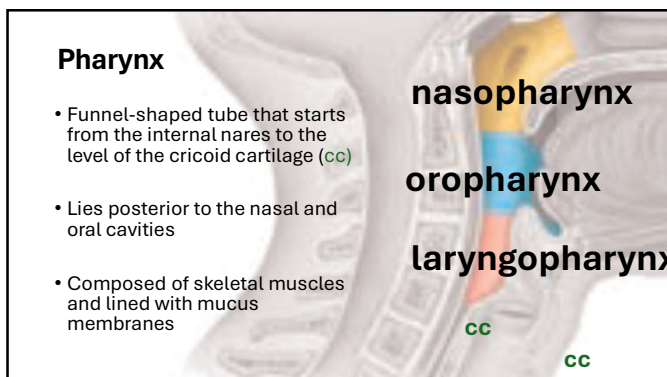 Pharynx
• Funnel-shaped tube that starts
from the internal nares to the
level of the cricoid cartilage (cc)
• Lies posterior to the nasal and
oral cavities
• Composed of skeletal muscles
and lined with mucus
membranes
nasopharynx
oropharynx
laryngopharynx
cc
cc